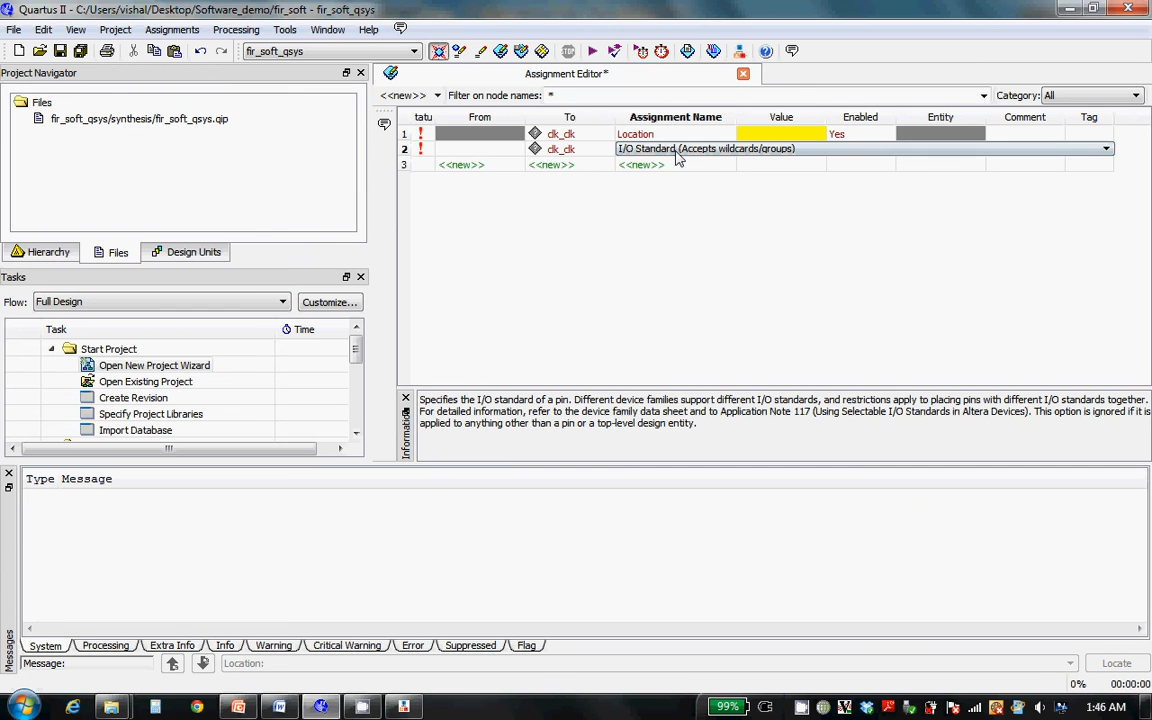 Quartus II - C:/Users/vishal/Desktop/Software_demo/fir_soft - fir_soft_qsys
File Edit View Project Assignments Processing Tools Window Help
fir_soft_qsys
Project Navigator
Files
fir_soft_qsys/synthesis/fir_soft_qsys.qip
Hierarchy Files Design Units
Tasks
Flow: Full Design Customize...
Task Time
Start Project
Open New Project Wizard
Open Existing Project
Create Revision
Specify Project Libraries
Import Database
Assignment Editor*
<<new>> Filter on node names: * Category: All
tatu From To Assignment Name Value Enabled Entity Comment Tag
1 ! clk_clk Location Yes
2 ! clk_clk I/O Standard (Accepts wildcards/groups)
3 <<new>> <<new>> <<new>>
Information
Specifies the I/O standard of a pin. Different device families support different I/O standards, and restrictions apply to placing pins with different I/O standards together.
For detailed information, refer to the device family data sheet and to Application Note 117 (Using Selectable I/O Standards in Altera Devices). This option is ignored if it is
applied to anything other than a pin or a top-level design entity.
Type Message
Messages
System Processing Extra Info Info Warning Critical Warning Error Suppressed Flag
Message: Location: Locate
0% 00:00:00
99% 1:46 AM